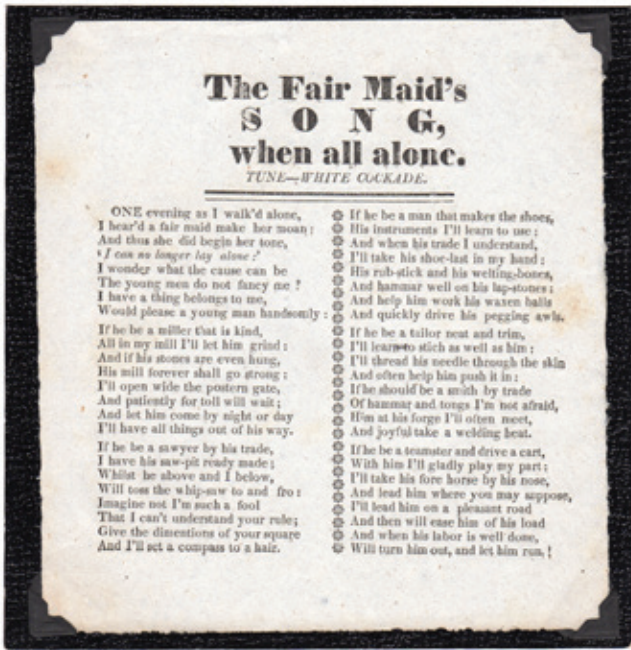 The Fair Maid's
SONG,
when all alone.
TUNE—WHITE COCKADE.
ONE evening as I walk'd alone,
I hear'd a fair maid make her moan;
And thus she did begin her tone,
'I can no longer lay alone:'
I wonder what the cause can be
The young men do not fancy me?
I have a thing belongs to me,
Would please a young man handsomly:
If he be a miller that is kind,
All in my mill I'll let him grind;
And if his stones are even hung,
His mill forever shall go strong;
I'll open wide the postern gate,
And patiently for toll will wait;
And let him come by night or day
I'll have all things out of his way.
If he be a sawyer by his trade,
I have his saw-pit ready made;
Whilst he above and I below,
Will toss the whip-saw to and fro:
Imagine not I'm such a fool
That I can't understand your rule;
Give the dimentions of your square
And I'll set a compass to a hair.
If he be a man that makes the shoes,
His instruments I'll learn to use;
And when his trade I understand,
I'll take his shoe-last in my hand:
His rub-stick and his welting-bones,
And hammar well on his lap-stones;
And help him work his waxen balls
And quickly drive his pegging awls.
If he be a tailor neat and trim,
I'll learn to stich as well as him;
I'll thread his needle through the skin
And often help him push it in:
If he should be a smith by trade
Of hammar and tongs I'm not afraid,
Him at his forge I'll often meet,
And joyful take a welding heat.
If he be a teamster and drive a cart,
With him I'll gladly play my part;
I'll take his fore horse by his nose,
And lead him where you may suppose,
I'll lead him on a pleasant road
And then will ease him of his load
And when his labor is well done,
Will turn him out, and let him run,!